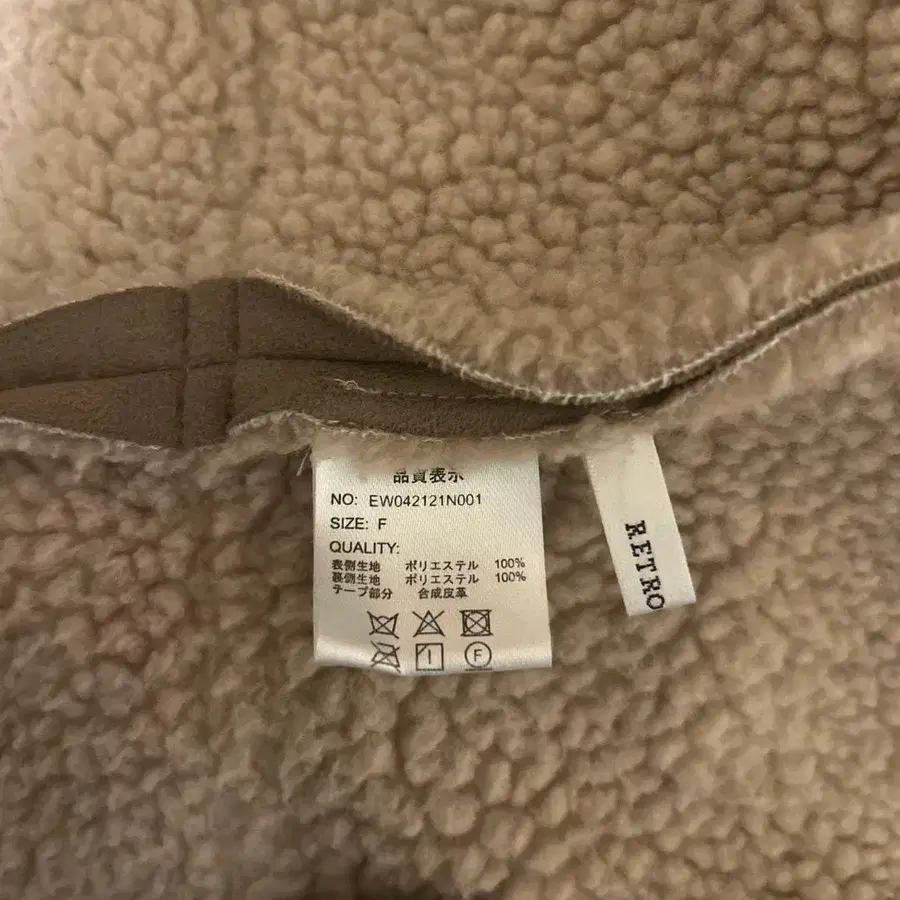 品質表示
NO: EW042121N001
SIZE: F
QUALITY:
表側生地 ポリエステル 100%
裏側生地 ポリエステル 100%
テープ部分 合成皮革
F
RETRO